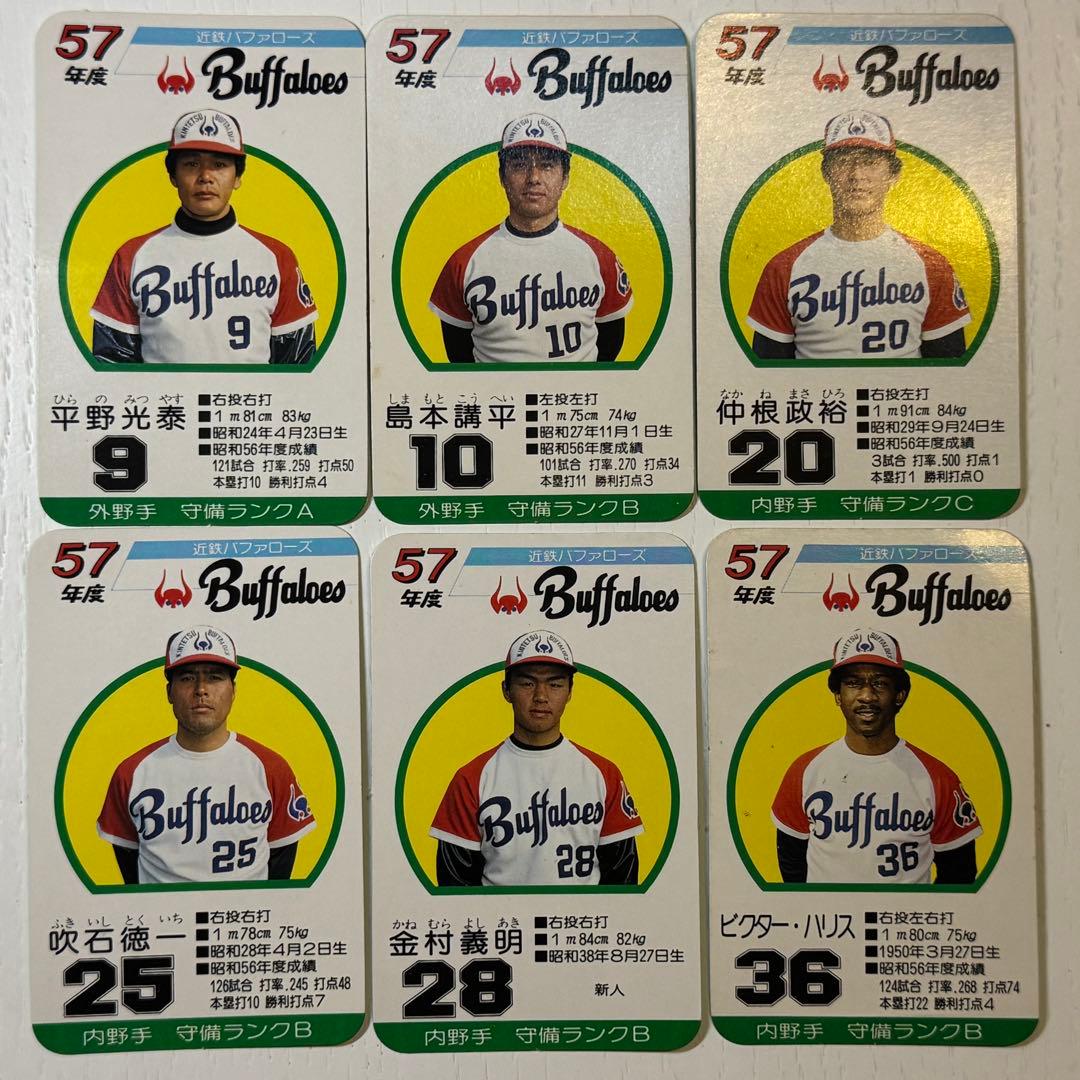 57
年度
近鉄バファローズ
Buffaloes
KINTETSU BUFFALOES
Buffaloes
9
ひら の みつ やす
平野光泰
9
■右投右打
■1m81cm 83kg
■昭和24年4月23日生
■昭和56年度成績
121試合 打率.259 打点50
本塁打10 勝利打点4
外野手 守備ランクA
57
年度
近鉄バファローズ
Buffaloes
KINTETSU BUFFALOES
Buffaloes
10
しま もと こう へい
島本講平
10
■左投左打
■1m75cm 74kg
■昭和27年11月1日生
■昭和56年度成績
101試合 打率.270 打点34
本塁打11 勝利打点3
外野手 守備ランクB
57
年度
近鉄バファローズ
Buffaloes
KINTETSU BUFFALOES
Buffaloes
20
なか ね まさ ひろ
仲根政裕
20
■右投左打
■1m91cm 84kg
■昭和29年9月24日生
■昭和56年度成績
3試合 打率.500 打点1
本塁打1 勝利打点0
内野手 守備ランクC
57
年度
近鉄バファローズ
Buffaloes
KINTETSU BUFFALOES
Buffaloes
25
ふき いし とく いち
吹石徳一
25
■右投右打
■1m78cm 75kg
■昭和28年4月2日生
■昭和56年度成績
126試合 打率.245 打点48
本塁打10 勝利打点7
内野手 守備ランクB
57
年度
近鉄バファローズ
Buffaloes
KINTETSU BUFFALOES
Buffaloes
28
かね むら よし あき
金村義明
28
■右投右打
■1m84cm 82kg
■昭和38年8月27日生
新人
内野手 守備ランクB
57
年度
近鉄バファローズ
Buffaloes
KINTETSU BUFFALOES
Buffaloes
36
ビクター・ハリス
36
■右投左右打
■1m80cm 75kg
■1950年3月27日生
■昭和56年度成績
124試合 打率.268 打点74
本塁打22 勝利打点4
内野手 守備ランクB